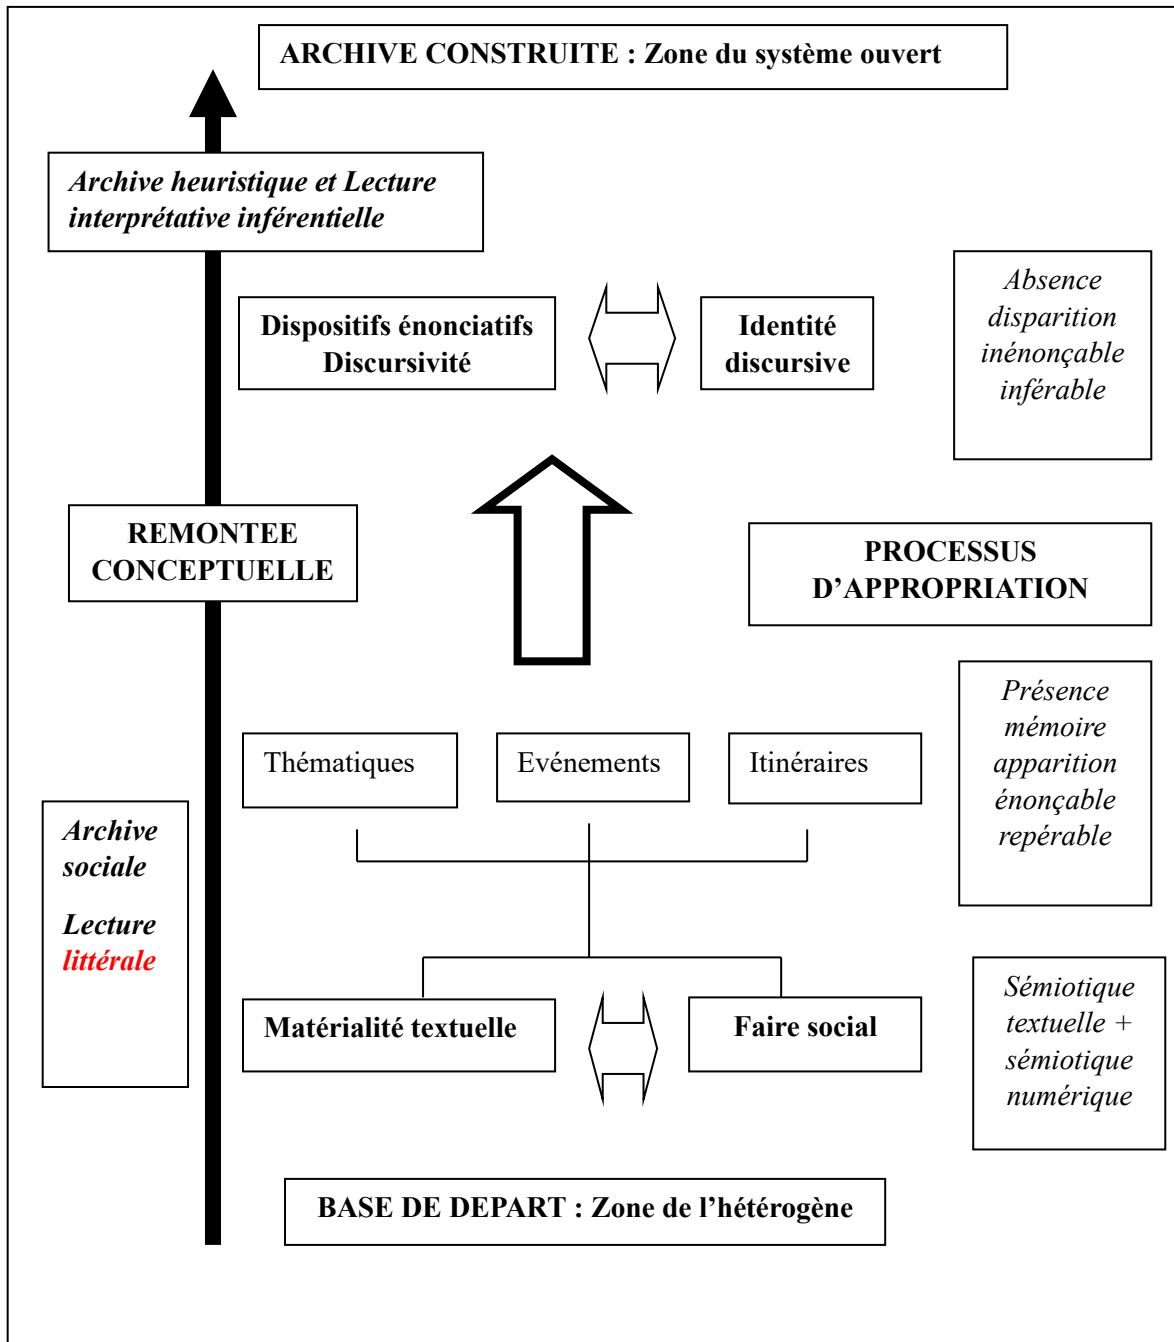 ARCHIVE CONSTRUITE : Zone du système ouvert
Archive heuristique et Lecture
interprétative inférentielle
Dispositifs énonciatifs
Discursivité
Identité
discursive
Absence
disparition
inénonçable
inférable
REMONTEE
CONCEPTUELLE
PROCESSUS
D’APPROPRIATION
Thématiques
Evénements
Itinéraires
Présence
mémoire
apparition
énonçable
repérable
Archive
sociale
Lecture
littérale
Matérialité textuelle
Faire social
Sémiotique
textuelle +
sémiotique
numérique
BASE DE DEPART : Zone de l’hétérogène